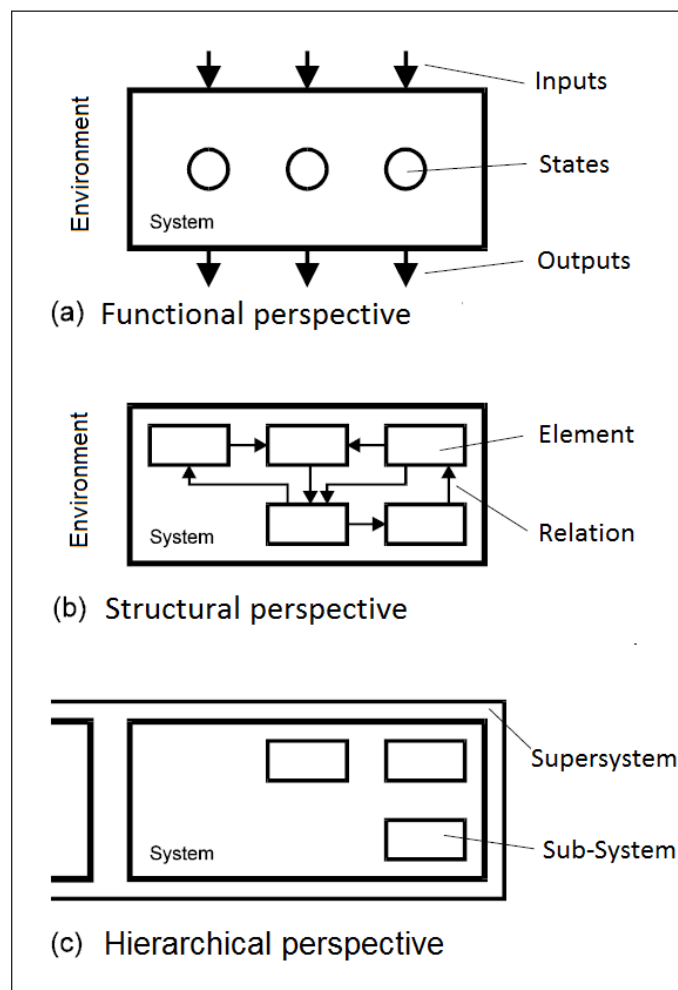 Inputs
Environment
States
System
Outputs
(a) Functional perspective
Environment
Element
System
Relation
(b) Structural perspective
Supersystem
System
Sub-System
(c) Hierarchical perspective